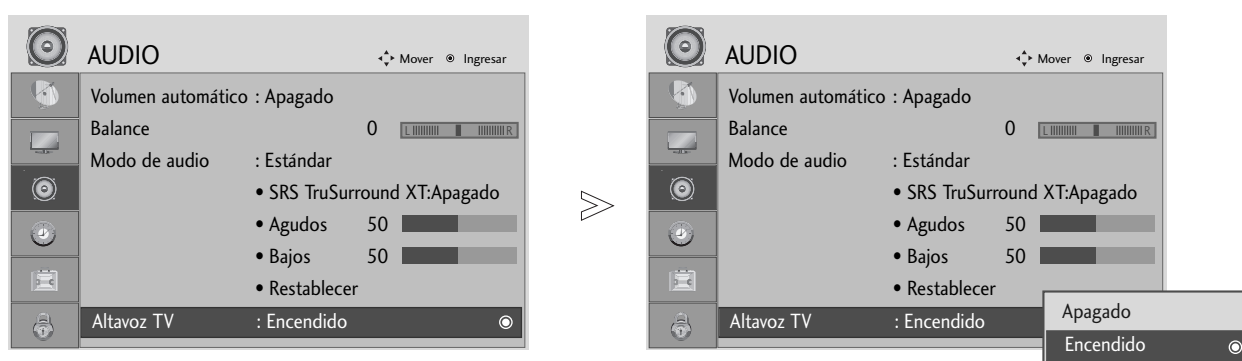 AUDIO
Mover Ingresar
Volumen automático : Apagado
Balance 0 L R
Modo de audio : Estándar
• SRS TruSurround XT:Apagado
• Agudos 50
• Bajos 50
• Restablecer
Altavoz TV : Encendido
AUDIO
Mover Ingresar
Volumen automático : Apagado
Balance 0 L R
Modo de audio : Estándar
• SRS TruSurround XT:Apagado
• Agudos 50
• Bajos 50
• Restablecer
Altavoz TV : Encendido
Apagado
Encendido